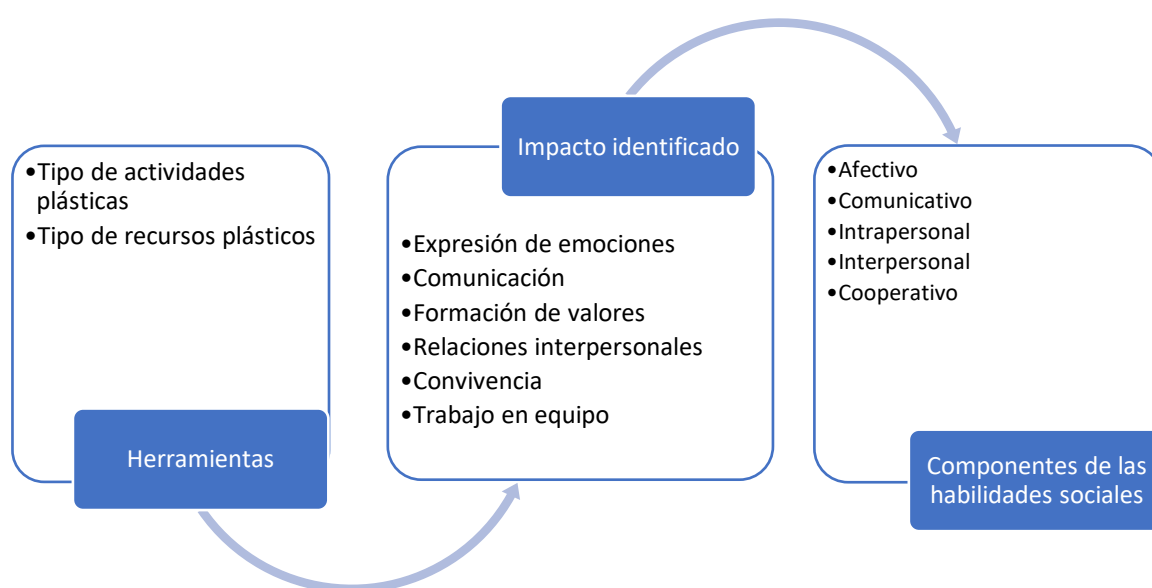 •Tipo de actividades
plásticas
•Tipo de recursos plásticos
Herramientas
Impacto identificado
•Expresión de emociones
•Comunicación
•Formación de valores
•Relaciones interpersonales
•Convivencia
•Trabajo en equipo
•Afectivo
•Comunicativo
•Intrapersonal
•Interpersonal
•Cooperativo
Componentes de las
habilidades sociales